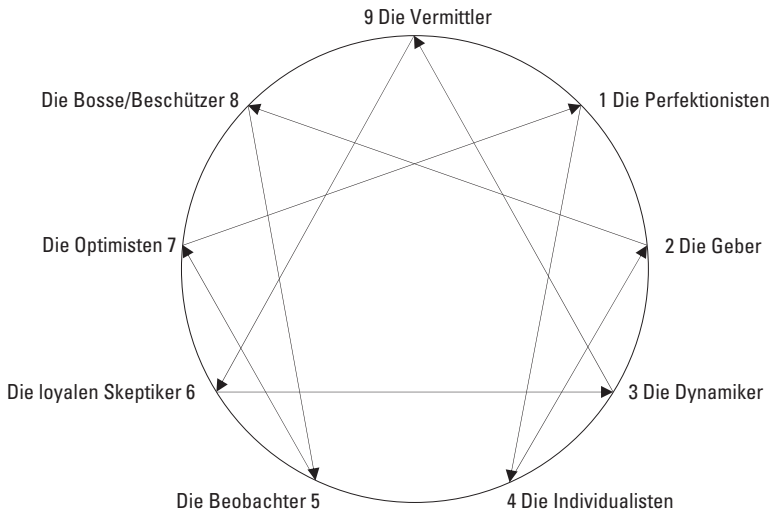 9 Die Vermittler
Die Bosse/Beschützer 8
1 Die Perfektionisten
Die Optimisten 7
2 Die Geber
Die loyalen Skeptiker 6
3 Die Dynamiker
Die Beobachter 5
4 Die Individualisten